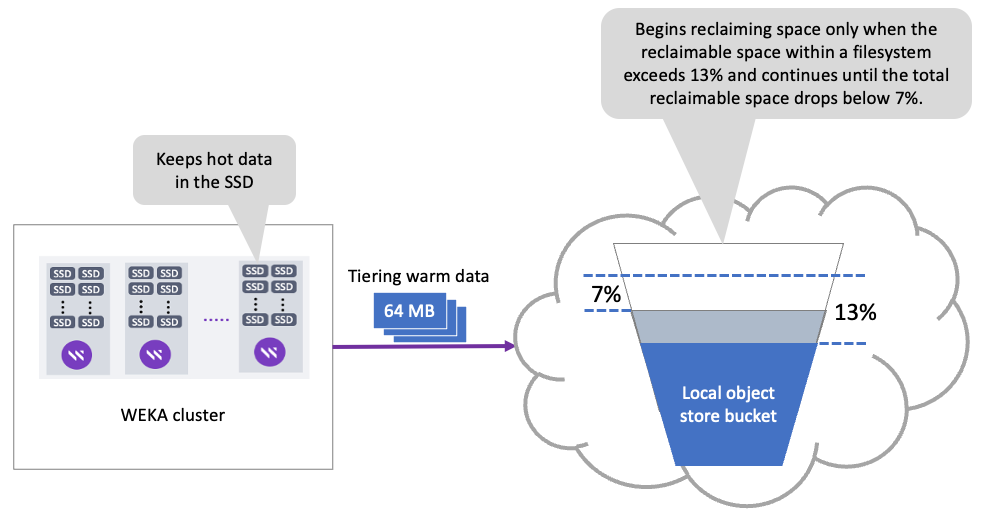 Begins reclaiming space only when the
reclaimable space within a filesystem
exceeds 13% and continues until the total
reclaimable space drops below 7%.
Keeps hot data
in the SSD
SSD SSD SSD SSD SSD SSD
SSD SSD SSD SSD SSD SSD
SSD SSD SSD SSD SSD SSD
WEKA cluster
Tiering warm data
64 MB
7%
13%
Local object
store bucket